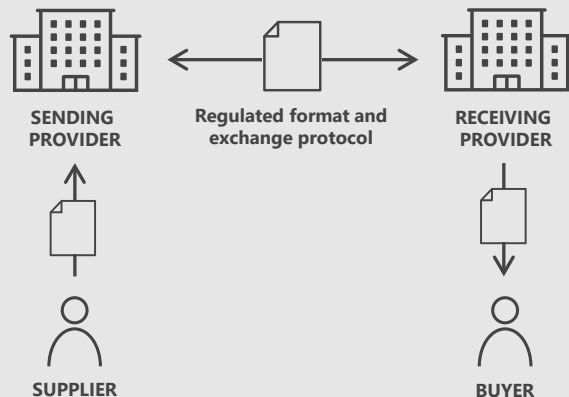 SENDING
PROVIDER
Regulated format and
exchange protocol
RECEIVING
PROVIDER
SUPPLIER
BUYER